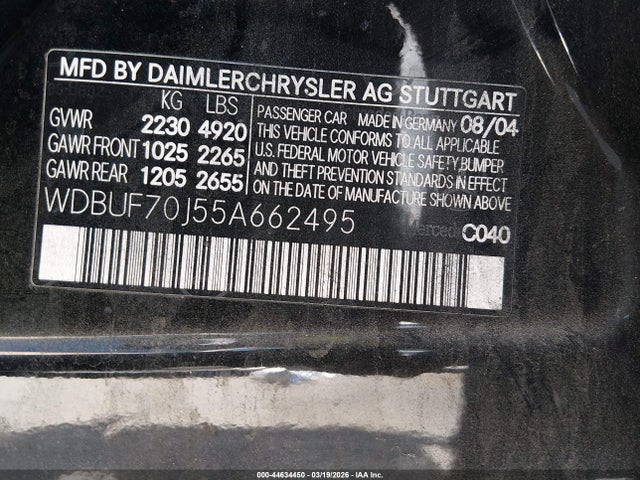 MFD BY DAIMLERCHRYSLER AG STUTTGART
KG LBS
GVWR 2230 4920
GAWR FRONT 1025 2265
GAWR REAR 1205 2655
PASSENGER CAR MADE IN GERMANY 08/04
THIS VEHICLE CONFORMS TO ALL APPLICABLE
U.S. FEDERAL MOTOR VEHICLE SAFETY, BUMPER
AND THEFT PREVENTION STANDARDS IN EFFECT
ON THE DATE OF MANUFACTURE SHOWN ABOVE
WDBUF70J55A662495
C040
000-44634450 - 03/19/2026 - IAA Inc.